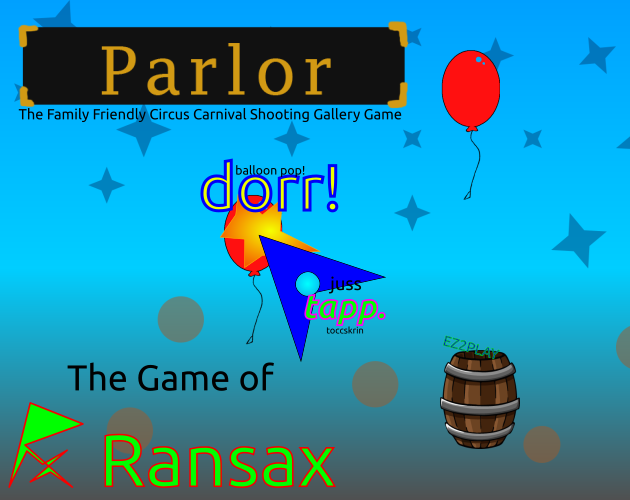 Parlor
The Family Friendly Circus Carnival Shooting Gallery Game
balloon pop!
dorr!
juss
tapp.
toccskrin
EZ2PLAY
The Game of
Ransax